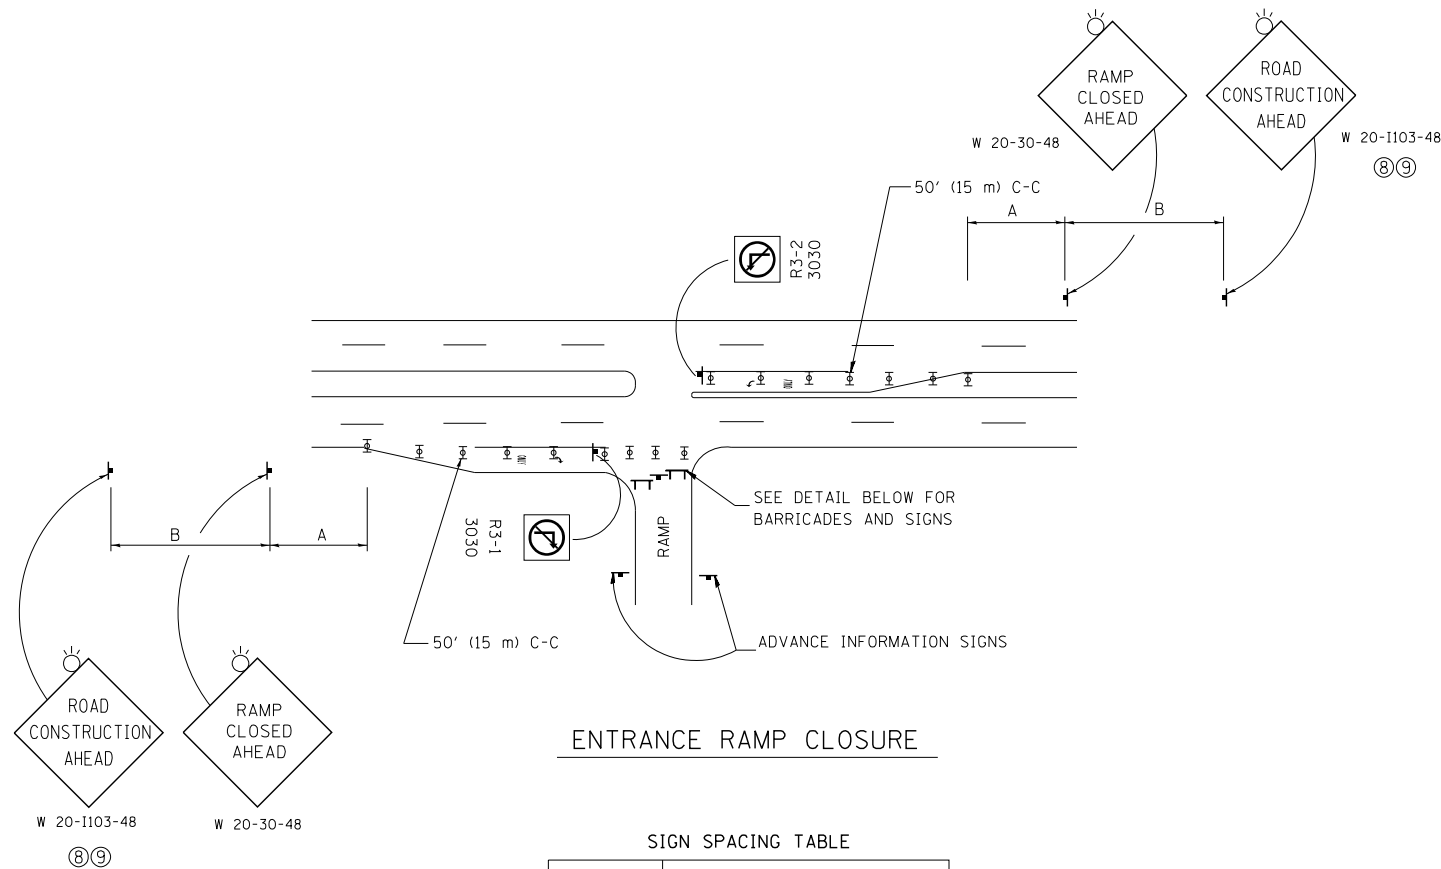 RAMP
CLOSED
AHEAD
W 20-30-48
ROAD
CONSTRUCTION
AHEAD
W 20-I103-48
⑧⑨
50' (15 m) C-C
A
B
R3-2
3030
ONLY
ONLY
SEE DETAIL BELOW FOR
BARRICADES AND SIGNS
RAMP
R3-1
3030
B
A
50' (15 m) C-C
ADVANCE INFORMATION SIGNS
ROAD
CONSTRUCTION
AHEAD
W 20-I103-48
⑧⑨
RAMP
CLOSED
AHEAD
W 20-30-48
ENTRANCE RAMP CLOSURE
SIGN SPACING TABLE